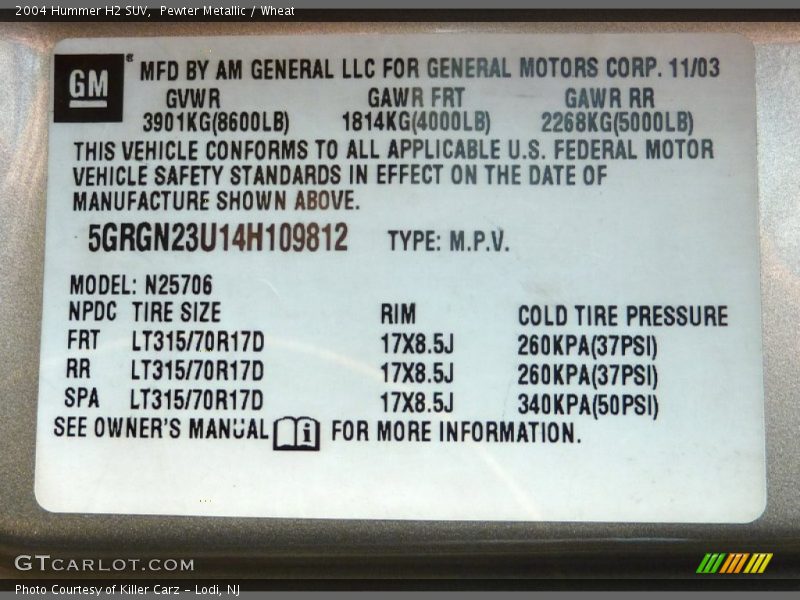 2004 Hummer H2 SUV,  Pewter Metallic / Wheat
GM ® MFD BY AM GENERAL LLC FOR GENERAL MOTORS CORP. 11/03
GVWR GAWR FRT GAWR RR
3901KG(8600LB) 1814KG(4000LB) 2268KG(5000LB)
THIS VEHICLE CONFORMS TO ALL APPLICABLE U.S. FEDERAL MOTOR
VEHICLE SAFETY STANDARDS IN EFFECT ON THE DATE OF
MANUFACTURE SHOWN ABOVE.
5GRGN23U14H109812 TYPE: M.P.V.
MODEL: N25706
NPDC TIRE SIZE RIM COLD TIRE PRESSURE
FRT LT315/70R17D 17X8.5J 260KPA(37PSI)
RR LT315/70R17D 17X8.5J 260KPA(37PSI)
SPA LT315/70R17D 17X8.5J 340KPA(50PSI)
SEE OWNER'S MANUAL i FOR MORE INFORMATION.
GTCARLOT.COM
Photo Courtesy of Killer Carz - Lodi, NJ